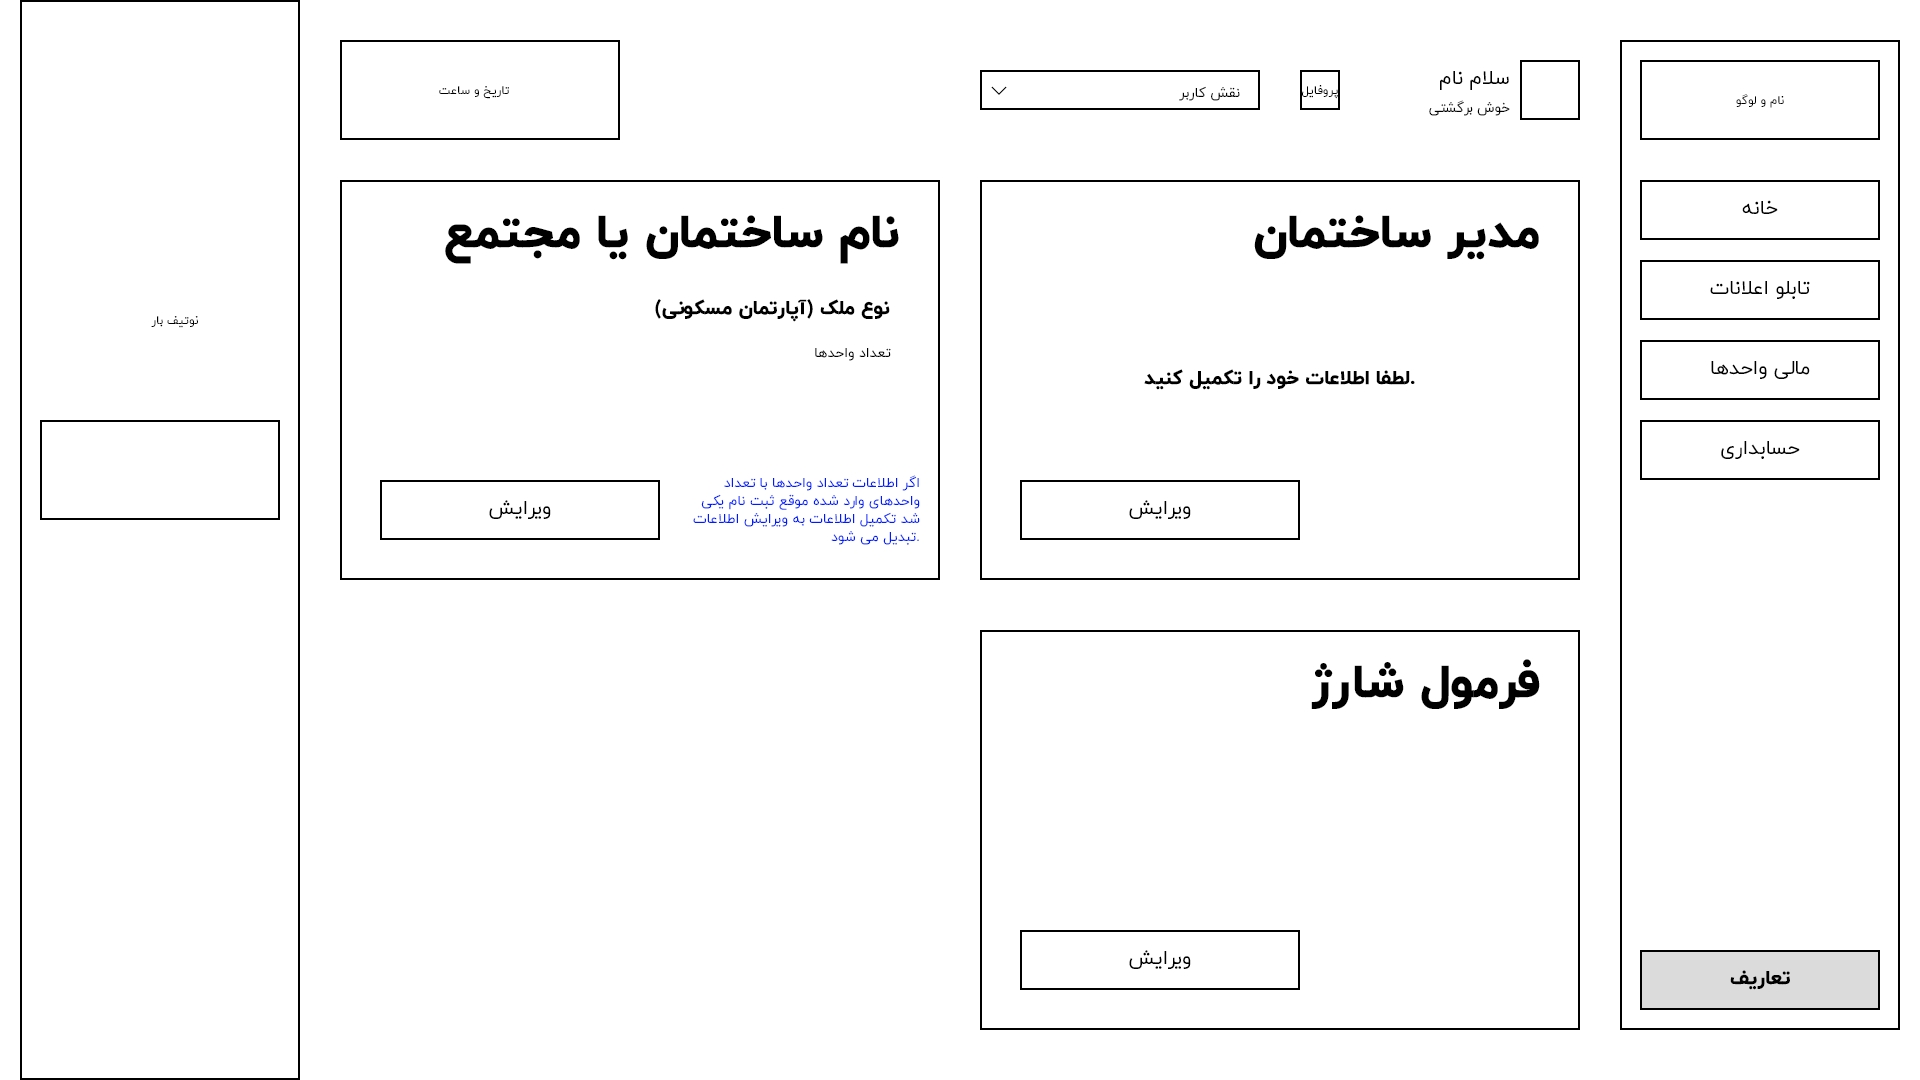 نام و لوگو
خانه
تابلو اعلانات
مالی واحدها
حسابداری
تعاریف
سلام نام
خوش برگشتی
پروفایل
نقش کاربر
تاریخ و ساعت
مدیر ساختمان
لطفا اطلاعات خود را تکمیل کنید.
ویرایش
نام ساختمان یا مجتمع
نوع ملک (آپارتمان مسکونی)
تعداد واحدها
اگر اطلاعات تعداد واحدها با تعداد
واحدهای وارد شده موقع ثبت نام یکی
شد تکمیل اطلاعات به ویرایش اطلاعات
تبدیل می شود.
ویرایش
فرمول شارژ
ویرایش
نوتیف بار